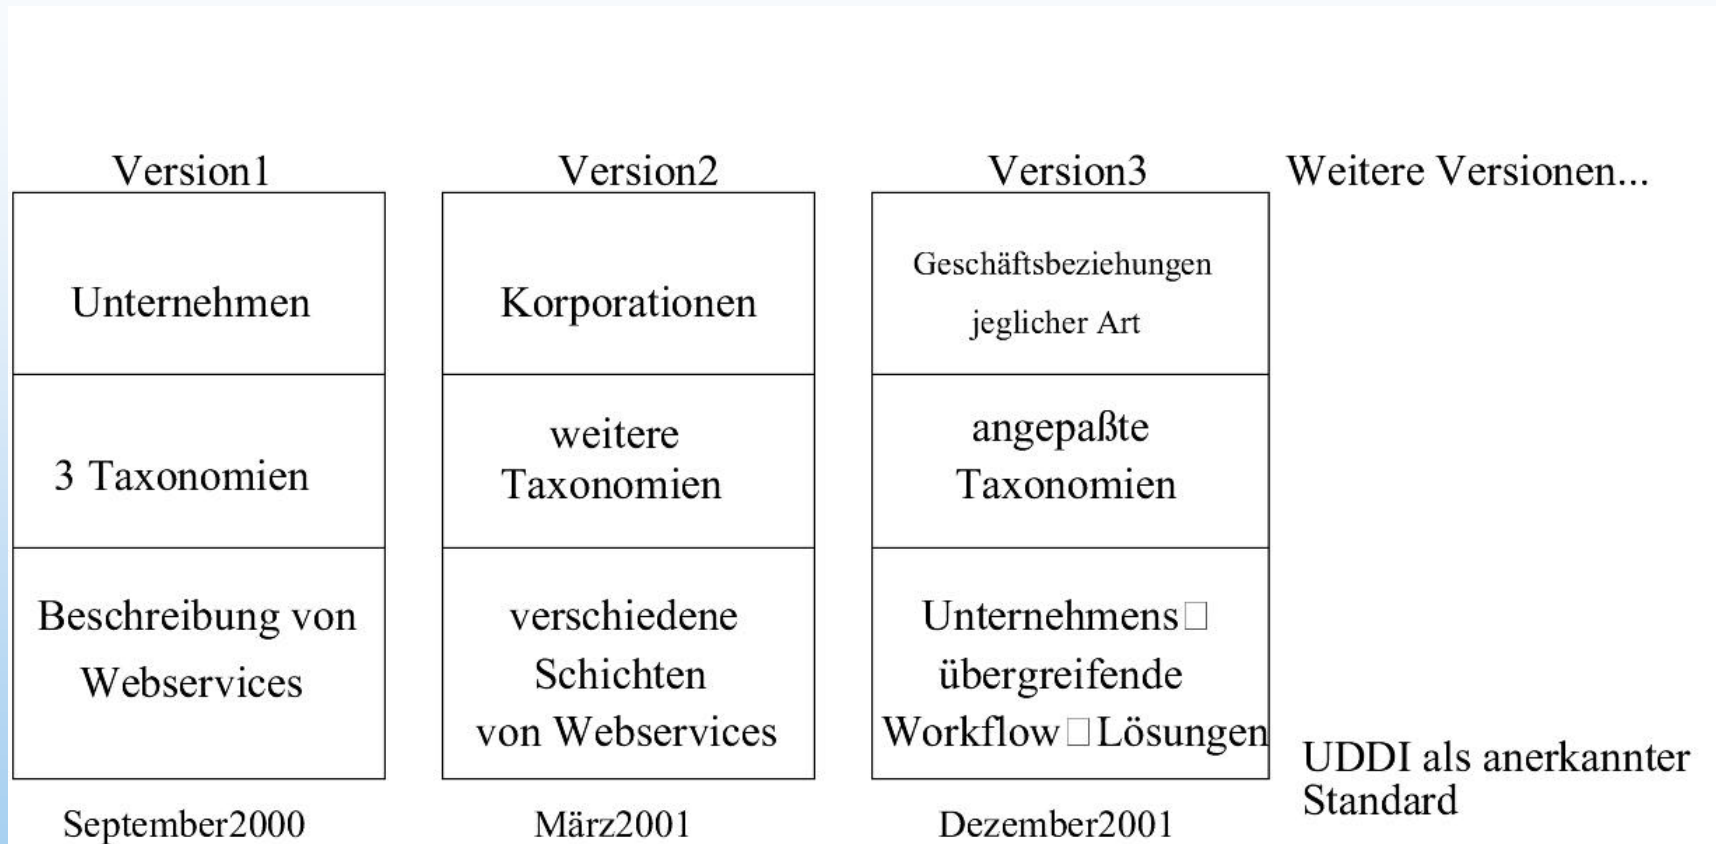 Version1
Unternehmen
3 Taxonomien
Beschreibung von
Webservices
September2000
Version2
Korporationen
weitere
Taxonomien
verschiedene
Schichten
von Webservices
März2001
Version3
Geschäftsbeziehungen
jeglicher Art
angepaßte
Taxonomien
Unternehmens□
übergreifende
Workflow□Lösungen
Dezember2001
Weitere Versionen...
UDDI als anerkannter
Standard